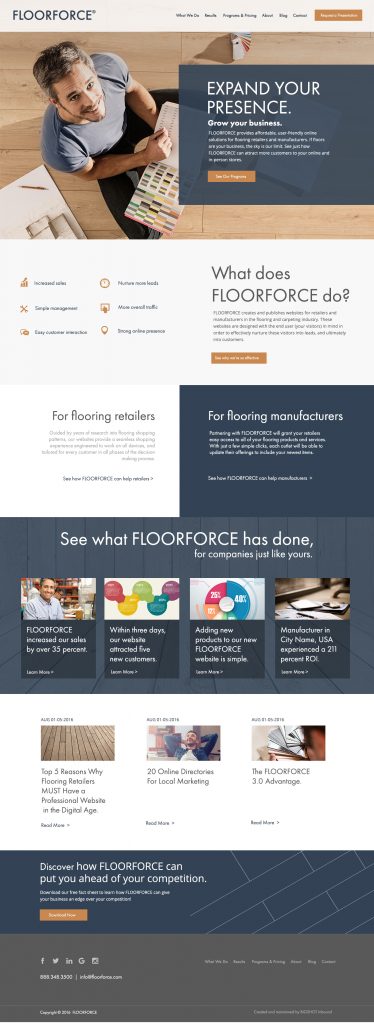 FLOORFORCE®
What We Do Results Programs & Pricing About Blog Contact Request a Presentation
EXPAND YOUR
PRESENCE.
Grow your business.
FLOORFORCE provides affordable, user-friendly online
solutions for flooring retailers and manufacturers. If floors
are your business, the sky is our limit. See just how
FLOORFORCE can attract more customers to your online and
in-person stores.
See Our Programs
Increased sales
Nurture more leads
Simple management
More overall traffic
Easy customer interaction
Strong online presence
What does
FLOORFORCE do?
FLOORFORCE creates and publishes websites for retailers and
manufacturers in the flooring and carpeting industry. These
websites are designed with the end user (your visitors) in mind in
order to effectively nurture these visitors into leads, and ultimately
into customers.
See why we're so effective
For flooring retailers
Guided by years of research into flooring shopping
patterns, our websites provide a seamless shopping
experience engineered to work on all devices, and
tailored for every customer in all phases of the decision
making process.
See how FLOORFORCE can help retailers >
For flooring manufacturers
Partnering with FLOORFORCE will grant your retailers
easy access to all of your flooring products and services.
With just a few simple clicks, each outlet will be able to
update their offerings to include your newest items.
See how FLOORFORCE can help manufacturers >
See what FLOORFORCE has done,
for companies just like yours.
FLOORFORCE
increased our sales
by over 35 percent.
Learn More >
Within three days,
our website
attracted five
new customers.
Learn More >
25%
40%
Adding new
products to our new
FLOORFORCE
website is simple.
Learn More >
Manufacturer in
City Name, USA
experienced a 211
percent ROI.
Learn More >
AUG 01-05-2016
Top 5 Reasons Why
Flooring Retailers
MUST Have a
Professional Website
in the Digital Age.
Read More >
AUG 01-05-2016
20 Online Directories
For Local Marketing
Read More >
AUG 01-05-2016
The FLOORFORCE
3.0 Advantage.
Read More >
Discover how FLOORFORCE can
put you ahead of your competition.
Download our free fact sheet to learn how FLOORFORCE can give
your business an edge over your competition!
Download Now
What We Do Results Programs & Pricing About Blog Contact
888.348.3500 | info@floorforce.com
Copyright © 2016 FLOORFORCE
Created and maintained by BIGSHOT Inbound